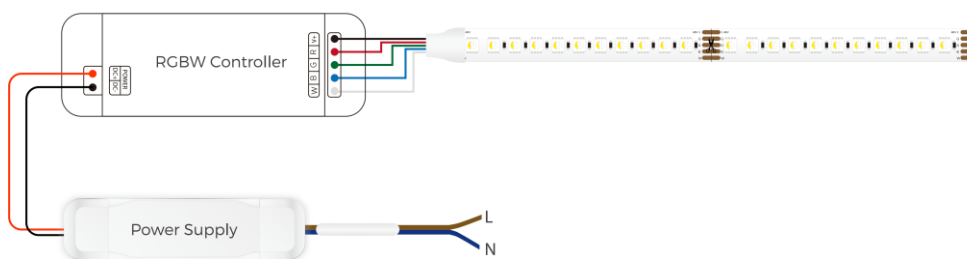 RGBW Controller
POWER
DC+ DC-
V+
R
G
B
W
Power Supply
L
N